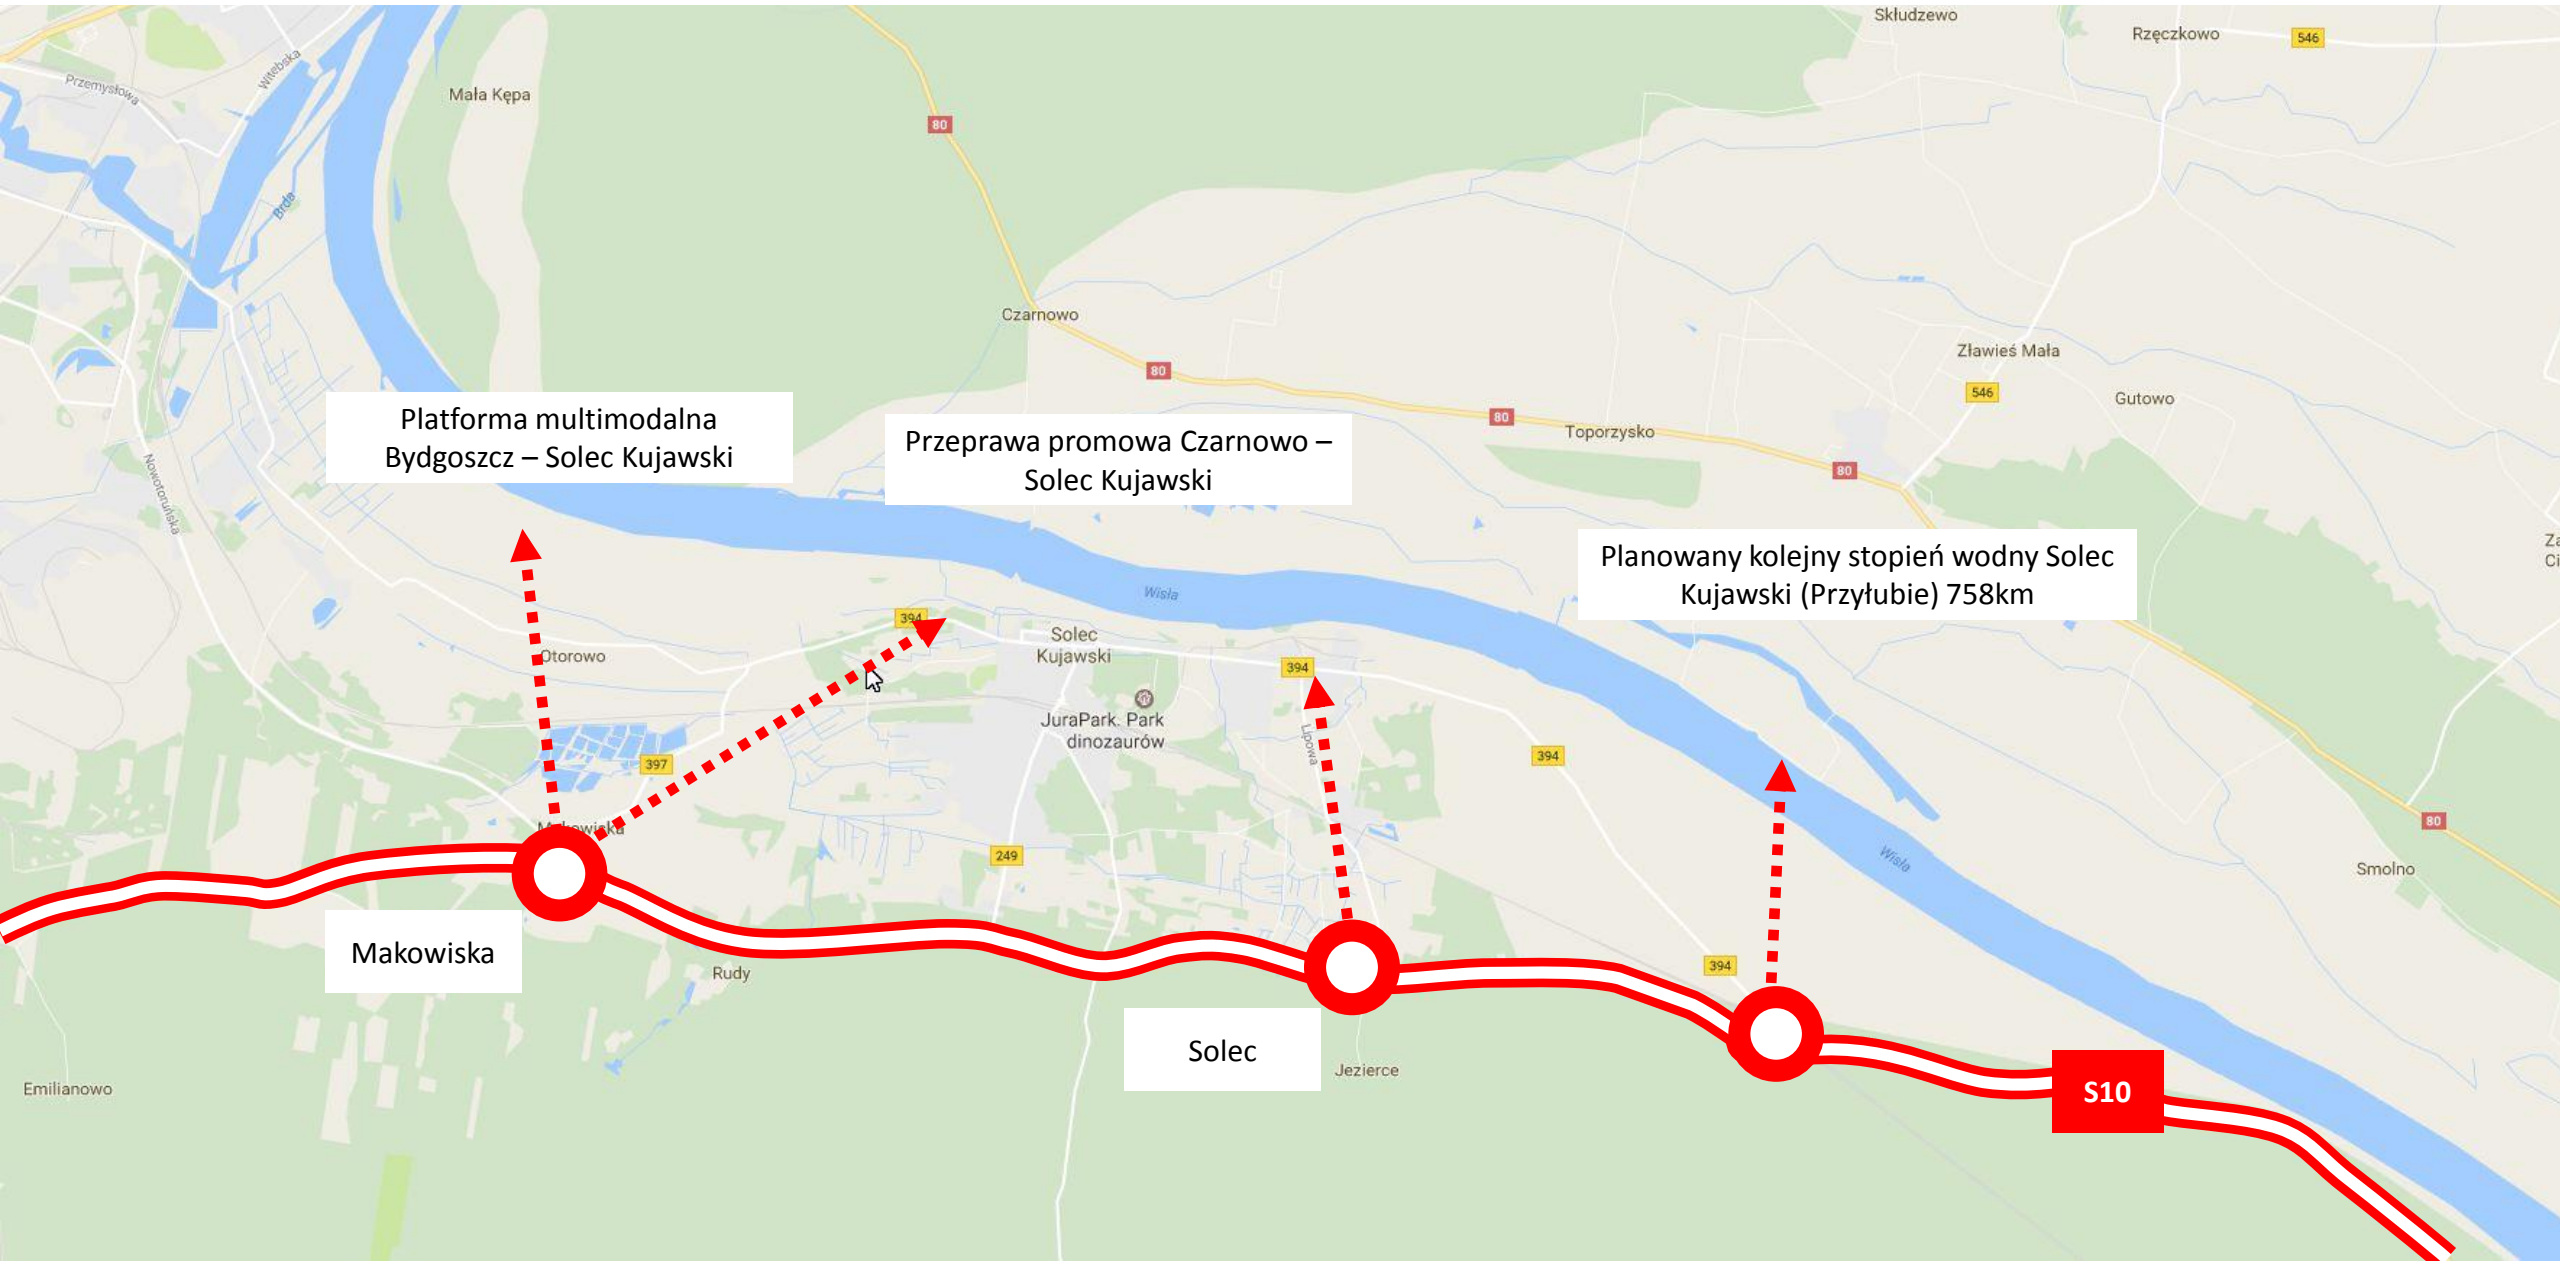 Skłudzewo
Rzęczkowo
546
Witebska
Przemysłowa
Mała Kępa
80
Brda
Czarnowo
Zławieś Mała
80
546
Gutowo
Platforma multimodalna
Bydgoszcz – Solec Kujawski
Przeprawa promowa Czarnowo –
Solec Kujawski
80
Toporzysko
80
Nowotoruńska
Planowany kolejny stopień wodny Solec
Kujawski (Przyłubie) 758km
Wisła
394
Solec
Kujawski
Otorowo
394
JuraPark. Park
dinozaurów
Lipowa
394
397
80
Makowiska
249
Wisła
Smolno
Makowiska
Rudy
394
Solec
Jezierce
Emilianowo
S10